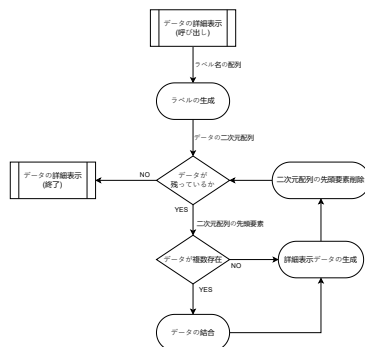 データの詳細表示
(呼び出し)
ラベル名の配列
ラベルの生成
データの二次元配列
データの詳細表示
(終了)
NO
データが
残っているか
二次元配列の先頭要素削除
YES
二次元配列の先頭要素
データが複数存在
NO
詳細表示データの生成
YES
データの結合